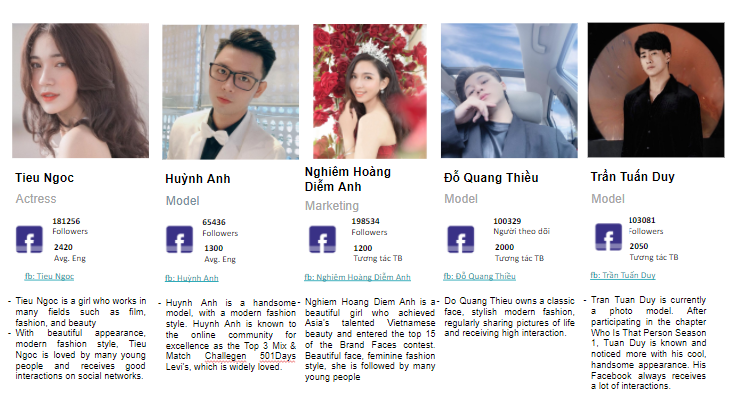 Tieu Ngoc
Actress
181256
Followers
2420
Avg. Eng
fb: Tieu Ngoc
- Tieu Ngoc is a girl who works in
many fields such as film,
fashion, and beauty
- With beautiful appearance,
modern fashion style, Tieu
Ngoc is loved by many young
people and receives good
interactions on social networks.
Huỳnh Anh
Model
65436
Followers
1300
Avg. Eng
fb: Huỳnh Anh
- Huynh Anh is a handsome
model, with a modern fashion
style. Huynh Anh is known to
the online community for
excellence as the Top 3 Mix &
Match Challegen 501Days
Levi's, which is widely loved.
Nghiêm Hoàng
Diễm Anh
Marketing
198534
Followers
1200
Tương tác TB
fb: Nghiêm Hoàng Diễm Anh
- Nghiem Hoang Diem Anh is a
beautiful girl who achieved
Asia's talented Vietnamese
beauty and entered the top 15
of the Brand Faces contest.
Beautiful face, feminine fashion
style, she is followed by many
young people
Đỗ Quang Thiều
Model
100329
Người theo dõi
2000
Tương tác TB
fb: Đỗ Quang Thiều
- Do Quang Thieu owns a classic
face, stylish modern fashion,
regularly sharing pictures of life
and receiving high interaction.
Trần Tuấn Duy
Model
103081
Followers
2050
Tương tác TB
fb: Trần Tuấn Duy
- Tran Tuan Duy is currently
a photo model. After
participating in the chapter
Who Is That Person Season
1, Tuan Duy is known and
noticed more with his cool,
handsome appearance. His
Facebook always receives
a lot of interactions.